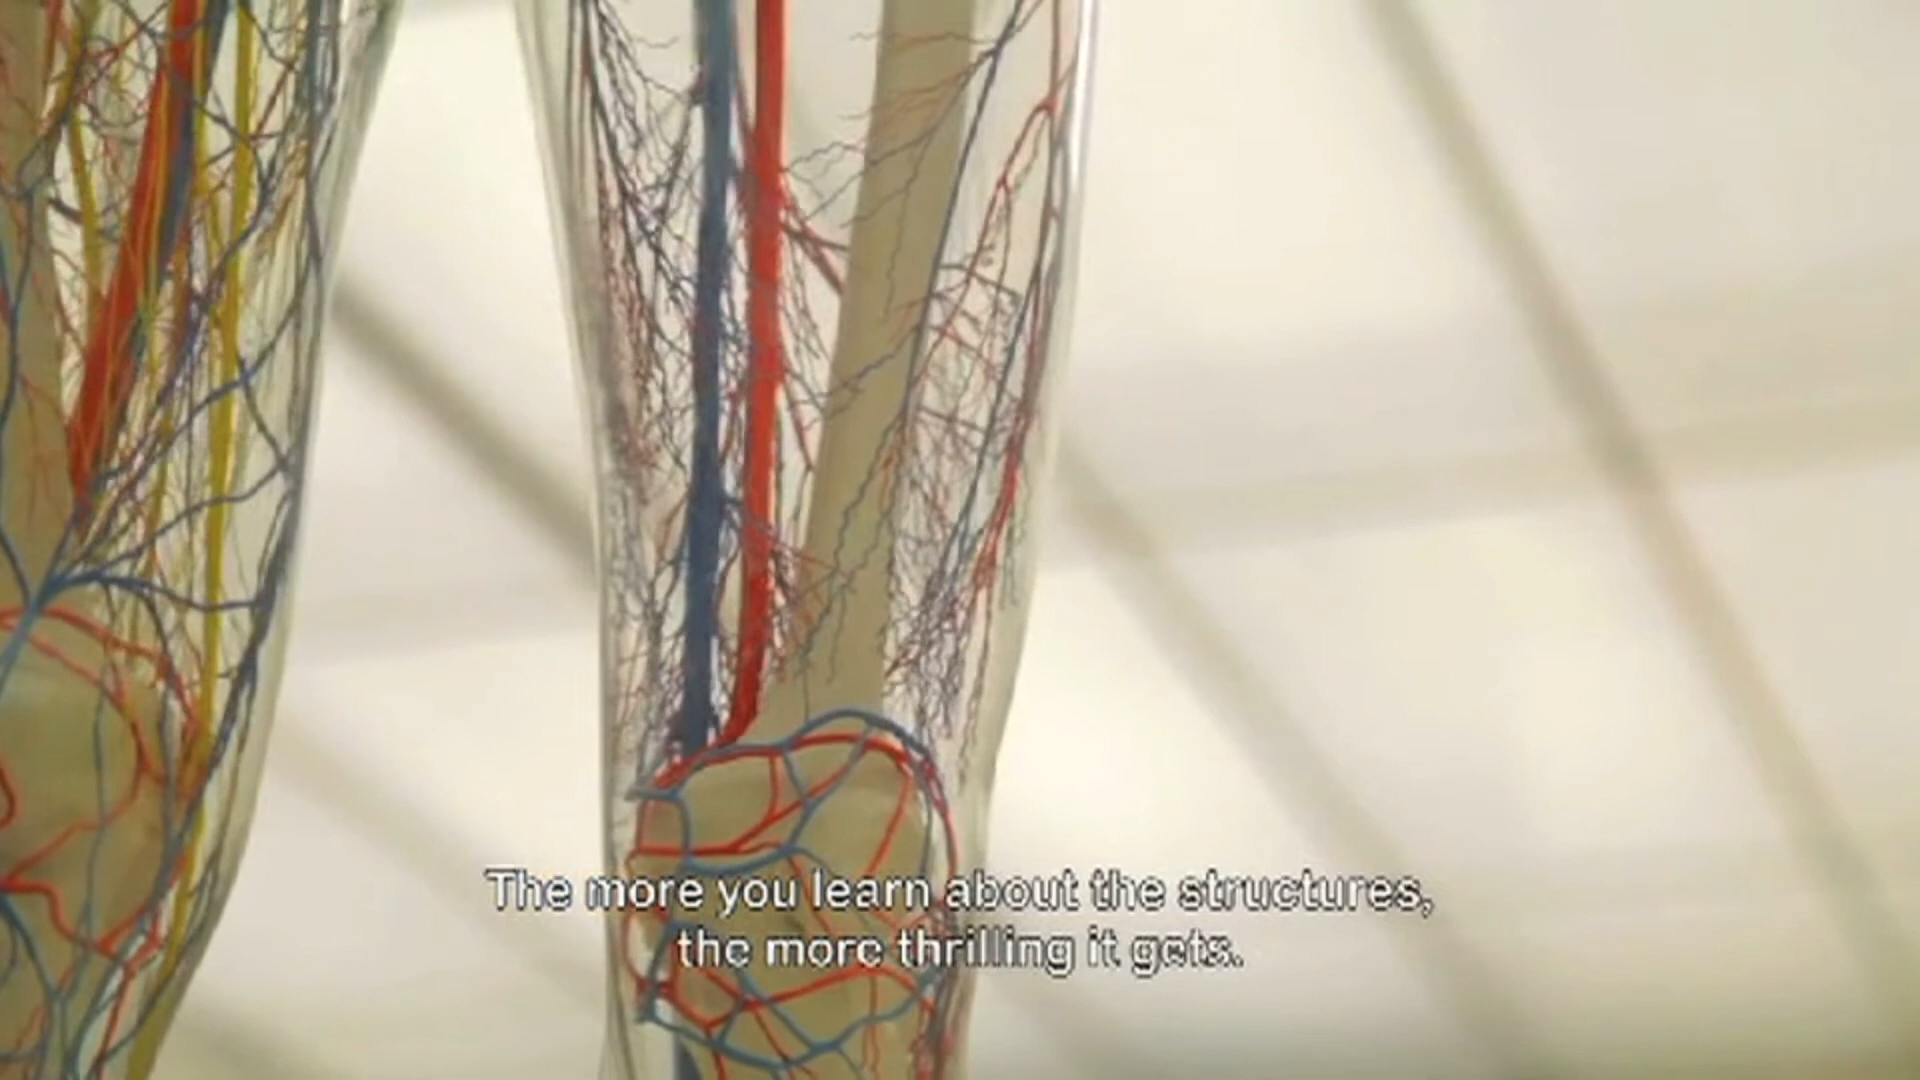 The more you learn about the structures,
the more thrilling it gets.